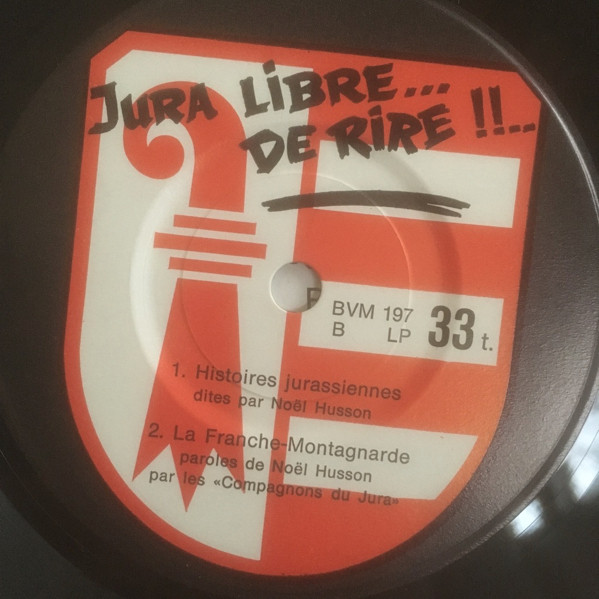 JURA LIBRE...
DE RIRE !!...
BVM 197
B LP 33 t.
1. Histoires jurassiennes
dites par Noël Husson
2. La Franche-Montagnarde
paroles de Noël Husson
par les «Compagnons du Jura»